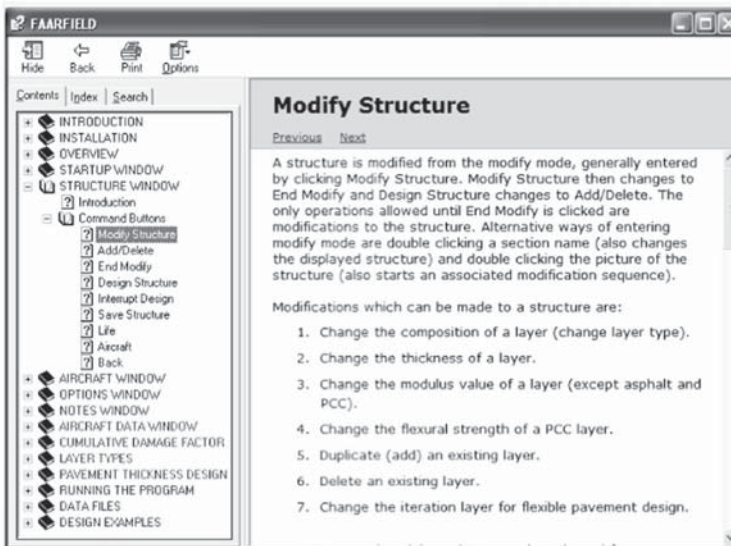 FAARFIELD
Hide Back Print Options
Contents Index Search
INTRODUCTION
INSTALLATION
OVERVIEW
STARTUP WINDOW
STRUCTURE WINDOW
Introduction
Command Buttons
Modify Structure
Add/Delete
End Modify
Design Structure
Interrupt Design
Save Structure
Life
Aircraft
Back
AIRCRAFT WINDOW
OPTIONS WINDOW
NOTES WINDOW
AIRCRAFT DATA WINDOW
CUMULATIVE DAMAGE FACTOR
LAYER TYPES
PAVEMENT THICKNESS DESIGN
RUNNING THE PROGRAM
DATA FILES
DESIGN EXAMPLES
Modify Structure
Previous Next
A structure is modified from the modify mode, generally entered
by clicking Modify Structure. Modify Structure then changes to
End Modify and Design Structure changes to Add/Delete. The
only operations allowed until End Modify is clicked are
modifications to the structure. Alternative ways of entering
modify mode are double clicking a section name (also changes
the displayed structure) and double clicking the picture of the
structure (also starts an associated modification sequence).
Modifications which can be made to a structure are:
1. Change the composition of a layer (change layer type).
2. Change the thickness of a layer.
3. Change the modulus value of a layer (except asphalt and
PCC).
4. Change the flexural strength of a PCC layer.
5. Duplicate (add) an existing layer.
6. Delete an existing layer.
7. Change the iteration layer for flexible pavement design.